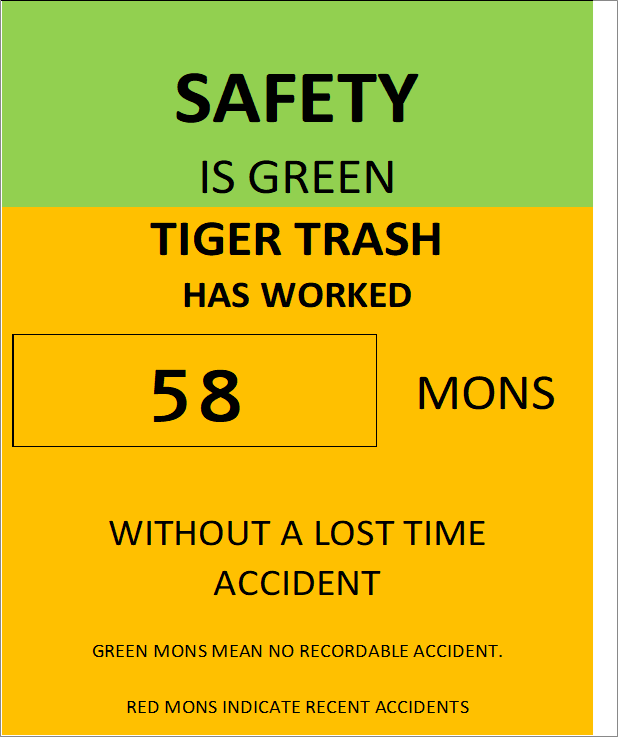 SAFETY
IS GREEN
TIGER TRASH
HAS WORKED
58 MONS
WITHOUT A LOST TIME
ACCIDENT
GREEN MONS MEAN NO RECORDABLE ACCIDENT.
RED MONS INDICATE RECENT ACCIDENTS